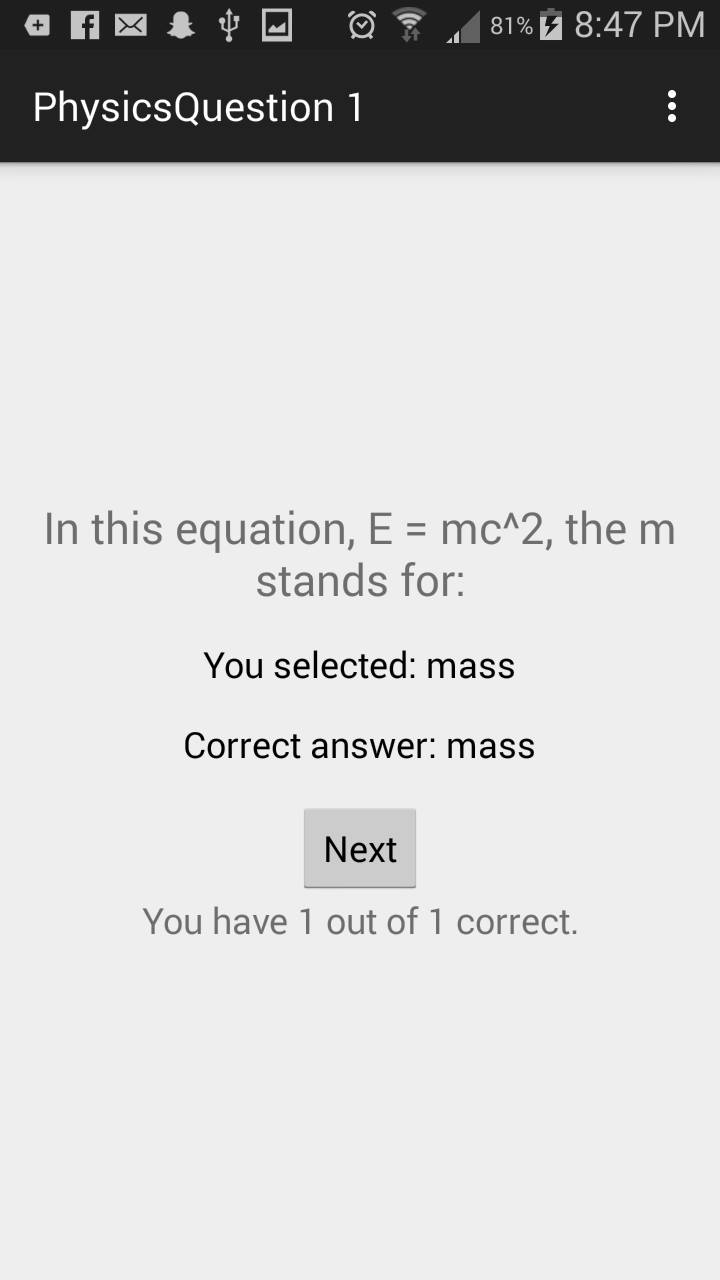 81% 8:47 PM
PhysicsQuestion 1
In this equation, E = mc^2, the m
stands for:
You selected: mass
Correct answer: mass
Next
You have 1 out of 1 correct.